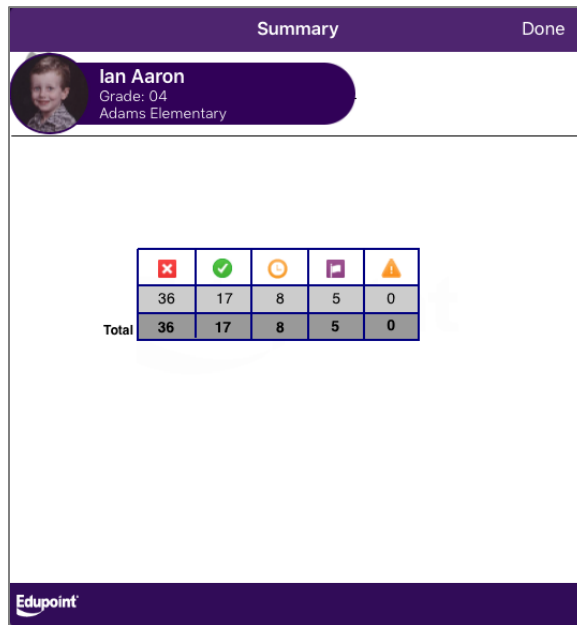 Summary
Done
Ian Aaron
Grade: 04
Adams Elementary
36 17 8 5 0
Total 36 17 8 5 0
Edupoint